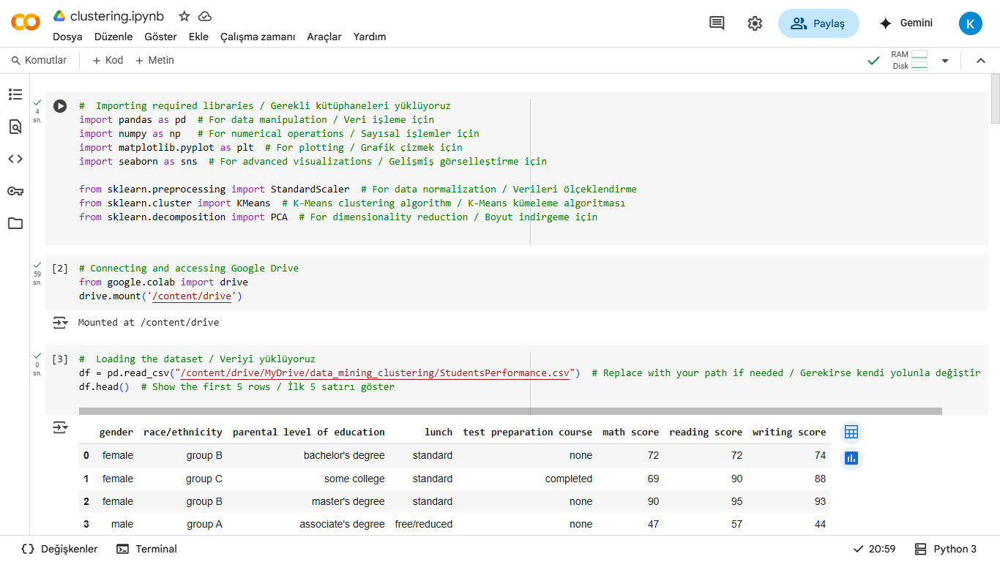 clustering.ipynb
Dosya Düzenle Göster Ekle Çalışma zamanı Araçlar Yardım
Paylaş
Gemini
K
Komutlar + Kod + Metin
RAM
Disk
4
sn.
#  Importing required libraries / Gerekli kütüphaneleri yüklüyoruz
import pandas as pd  # For data manipulation / Veri işleme için
import numpy as np   # For numerical operations / Sayısal işlemler için
import matplotlib.pyplot as plt  # For plotting / Grafik çizmek için
import seaborn as sns  # For advanced visualizations / Gelişmiş görselleştirme için
from sklearn.preprocessing import StandardScaler  # For data normalization / Verileri ölçeklendirme
from sklearn.cluster import KMeans  # K-Means clustering algorithm / K-Means kümeleme algoritması
from sklearn.decomposition import PCA  # For dimensionality reduction / Boyut indirgeme için
59
sn.
[2] # Connecting and accessing Google Drive
from google.colab import drive
drive.mount('/content/drive')
Mounted at /content/drive
0
sn.
[3] #  Loading the dataset / Veriyi yüklüyoruz
df = pd.read_csv("/content/drive/MyDrive/data_mining_clustering/StudentsPerformance.csv")  # Replace with your path if needed / Gerekirse kendi yolunla değiştir
df.head()  # Show the first 5 rows / İlk 5 satırı göster
gender race/ethnicity parental level of education lunch test preparation course math score reading score writing score
0 female group B bachelor's degree standard none 72 72 74
1 female group C some college standard completed 69 90 88
2 female group B master's degree standard none 90 95 93
3 male group A associate's degree free/reduced none 47 57 44
Değişkenler Terminal
20:59 Python 3